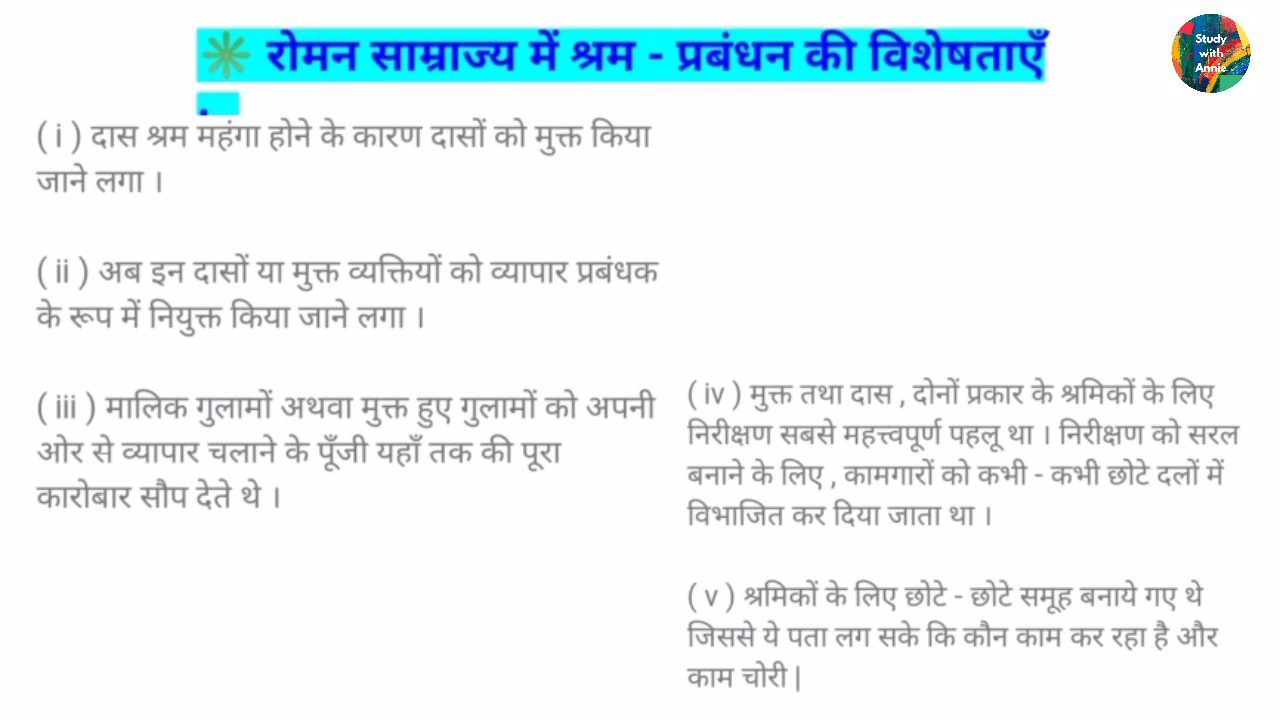 ✳ रोमन साम्राज्य में श्रम - प्रबंधन की विशेषताएँ
Study
with
Annie
( i ) दास श्रम महंगा होने के कारण दासों को मुक्त किया
जाने लगा ।
( ii ) अब इन दासों या मुक्त व्यक्तियों को व्यापार प्रबंधक
के रूप में नियुक्त किया जाने लगा ।
( iii ) मालिक गुलामों अथवा मुक्त हुए गुलामों को अपनी
ओर से व्यापार चलाने के पूँजी यहाँ तक की पूरा
कारोबार सौप देते थे ।
( iv ) मुक्त तथा दास , दोनों प्रकार के श्रमिकों के लिए
निरीक्षण सबसे महत्त्वपूर्ण पहलू था । निरीक्षण को सरल
बनाने के लिए , कामगारों को कभी - कभी छोटे दलों में
विभाजित कर दिया जाता था ।
( v ) श्रमिकों के लिए छोटे - छोटे समूह बनाये गए थे
जिससे ये पता लग सके कि कौन काम कर रहा है और
काम चोरी |